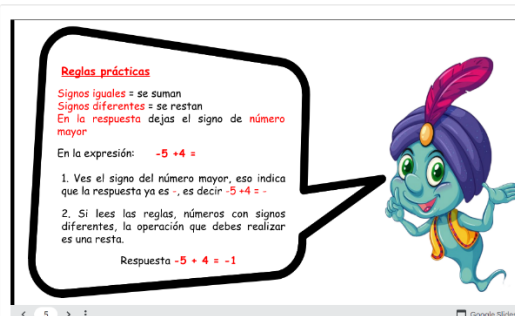 Reglas prácticas
Signos iguales = se suman
Signos diferentes = se restan
En la respuesta dejas el signo de número
mayor
En la expresión: -5 +4 =
1. Ves el signo del número mayor, eso indica
que la respuesta ya es -, es decir -5 +4 = -
2. Si lees las reglas, números con signos
diferentes, la operación que debes realizar
es una resta.
Respuesta -5 + 4 = -1
5
Google Slides